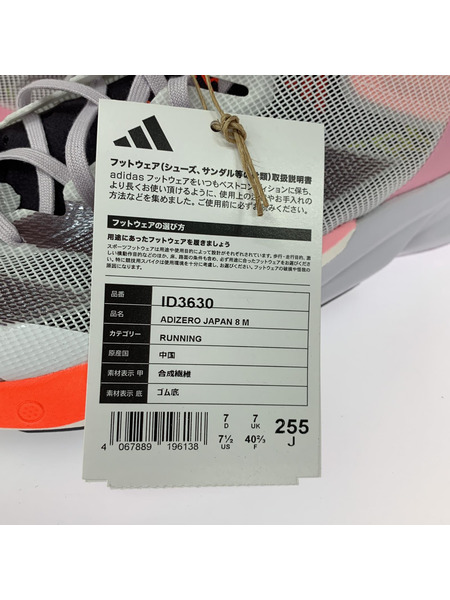 フットウェア(シューズ、サンダル等の 類)取扱説明書
adidas フットウェアをいつもベストコンディションに保ち、
より長くお使い頂けるように、使用上の やお手入れの
方法などを集めました。ご使用前に必ず 読みください。
フットウェアの選び方
用途にあったフットウェアを履きましょう
品番 ID3630
品名 ADIZERO JAPAN 8 M
カテゴリー RUNNING
原産国 中国
素材表示 甲 合成繊維
素材表示 底 ゴム底
7 D 7 UK 255
7½ US 40⅔ F J
4 067889 196138